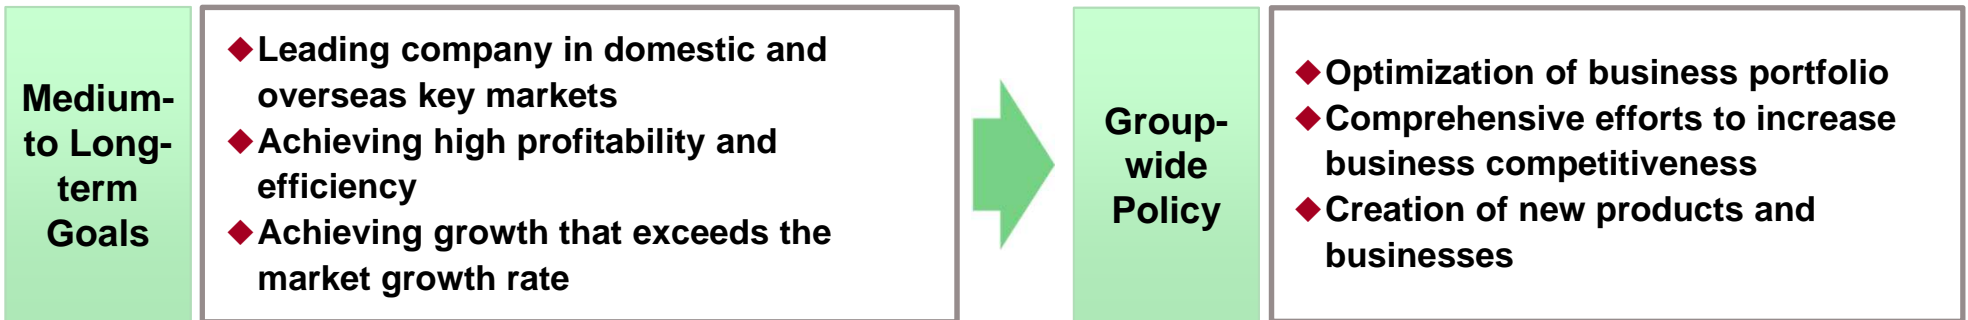 Medium-
to Long-
term
Goals
◆Leading company in domestic and
overseas key markets
◆Achieving high profitability and
efficiency
◆Achieving growth that exceeds the
market growth rate
Group-
wide
Policy
◆Optimization of business portfolio
◆Comprehensive efforts to increase
business competitiveness
◆Creation of new products and
businesses